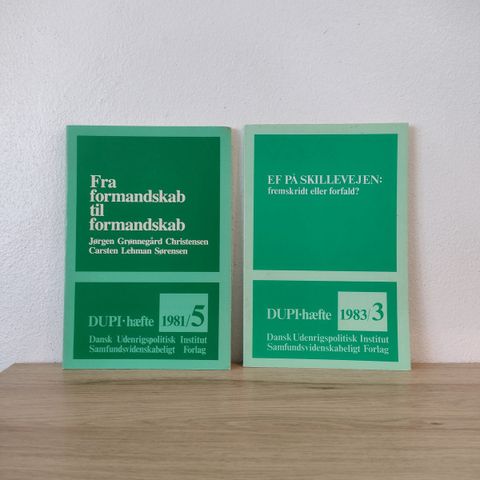 Fra
formandskab
til
formandskab
Jørgen Grønnegård Christensen
Carsten Lehman Sørensen
DUPI·hæfte 1981/5
Dansk Udenrigspolitisk Institut
Samfundsvidenskabeligt Forlag
EF PÅ SKILLEVEJEN:
fremskridt eller forfald?
DUPI·hæfte 1983/3
Dansk Udenrigspolitisk Institut
Samfundsvidenskabeligt Forlag